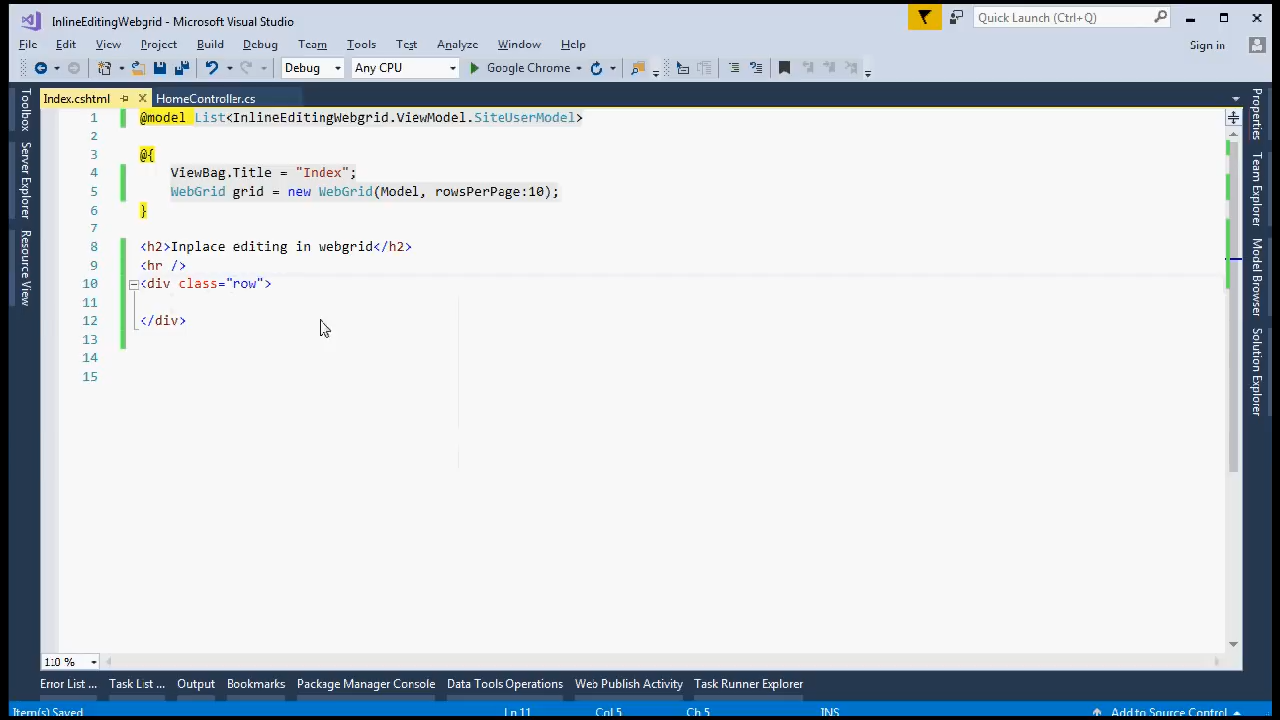 InlineEditingWebgrid - Microsoft Visual Studio
Quick Launch (Ctrl+Q)
File Edit View Project Build Debug Team Tools Test Analyze Window Help
Sign in
Debug Any CPU Google Chrome
Index.cshtml HomeController.cs
Toolbox
Server Explorer
Resource View
1 @model List<InlineEditingWebgrid.ViewModel.SiteUserModel>
2
3 @{
4 ViewBag.Title = "Index";
5 WebGrid grid = new WebGrid(Model, rowsPerPage:10);
6 }
7
8 <h2>Inplace editing in webgrid</h2>
9 <hr />
10 <div class="row">
11
12 </div>
13
14
15
Properties
Team Explorer
Model Browser
Solution Explorer
110 %
Error List ... Task List ... Output Bookmarks Package Manager Console Data Tools Operations Web Publish Activity Task Runner Explorer
Item(s) Saved Ln 11 Col 5 Ch 5 INS Add to Source Control